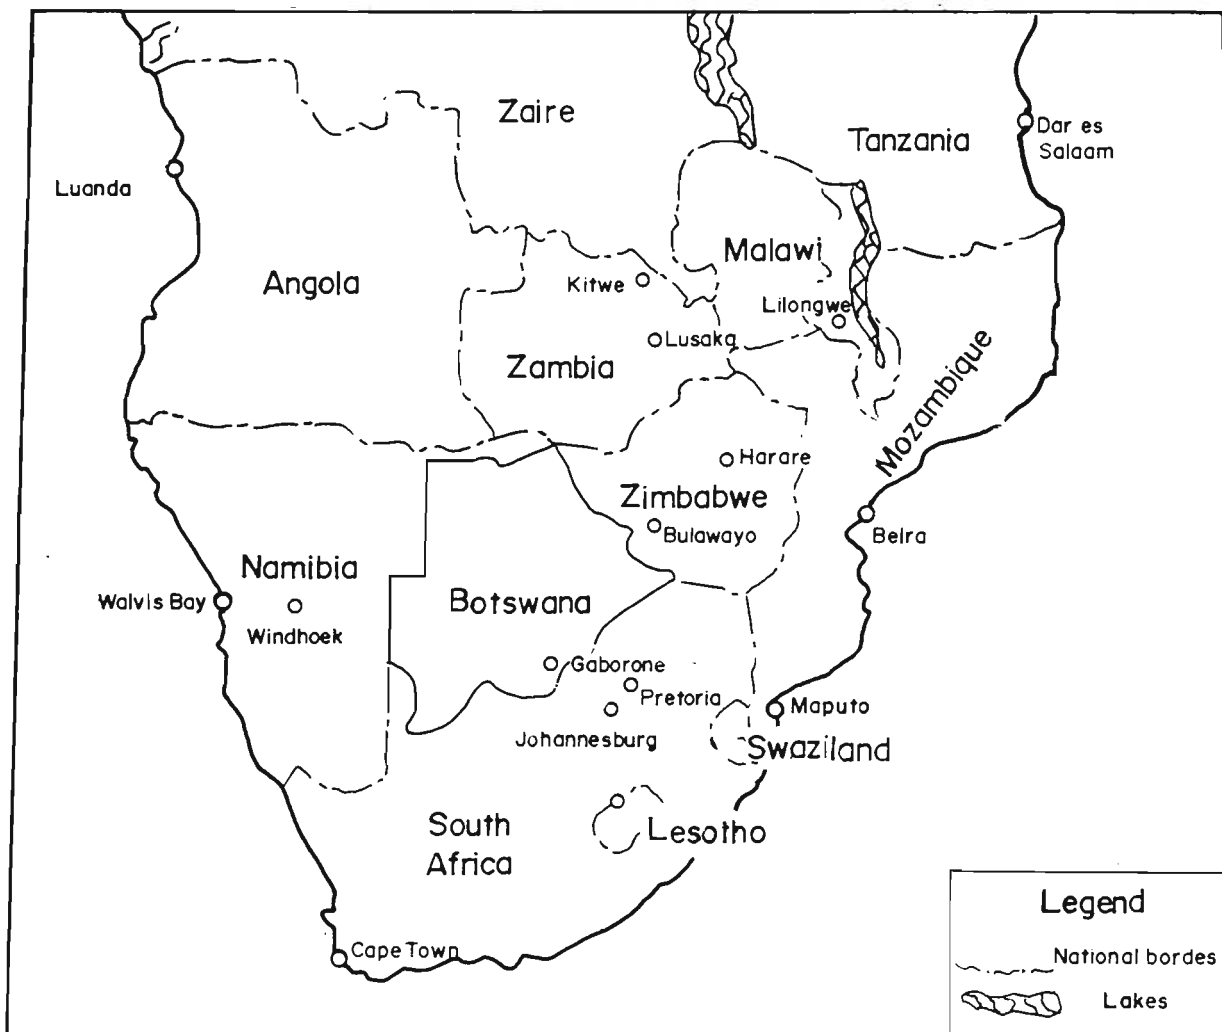 Zaire
Tanzania
Dar es
Salaam
Luanda
Malawi
Angola
Kitwe
Lilongwe
Lusaka
Zambia
Mozambique
Harare
Zimbabwe
Bulawayo
Beira
Namibia
Walvis Bay
Botswana
Windhoek
Gaborone
Pretoria
Maputo
Johannesburg
Swaziland
South
Africa
Lesotho
Cape Town
Legend
National bordes
Lakes